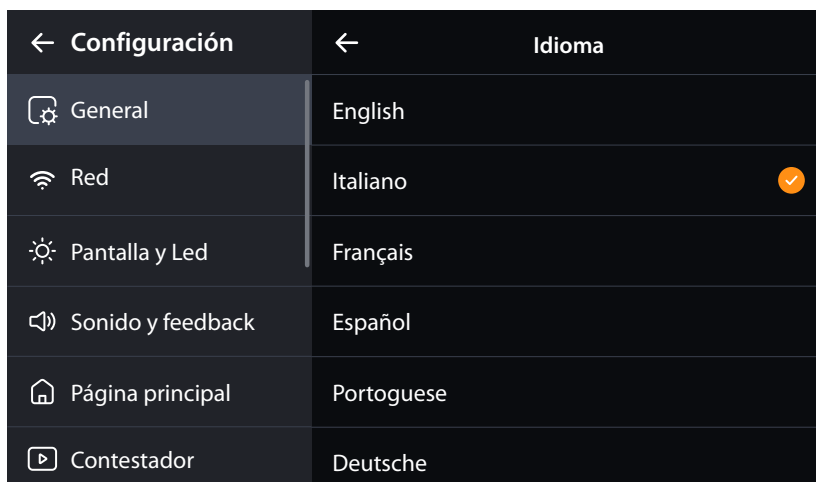 Configuración
General
Red
Pantalla y Led
Sonido y feedback
Página principal
Contestador
Idioma
English
Italiano
Français
Español
Portoguese
Deutsche